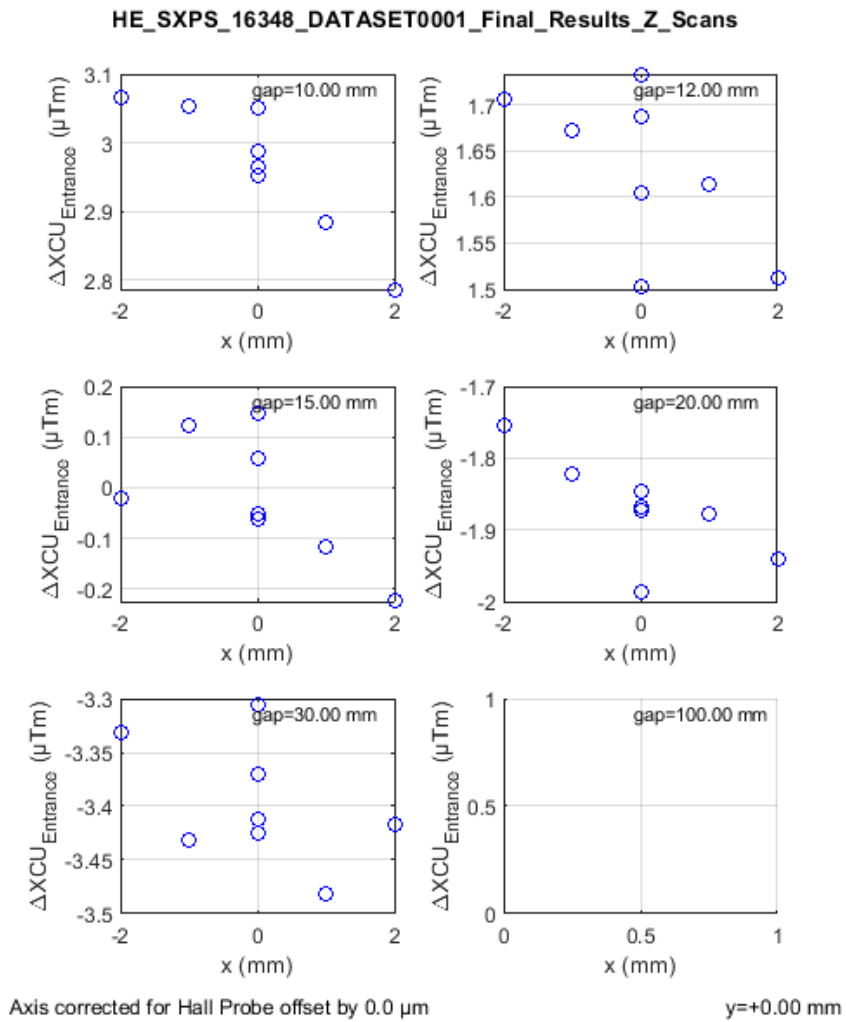 HE_SXPS_16348_DATASET0001_Final_Results_Z_Scans
ΔXCU_Entrance (μTm)
3.1
3
2.9
2.8
gap=10.00 mm
-2 0 2
x (mm)
ΔXCU_Entrance (μTm)
1.7
1.65
1.6
1.55
1.5
gap=12.00 mm
-2 0 2
x (mm)
ΔXCU_Entrance (μTm)
0.2
0.1
0
-0.1
-0.2
gap=15.00 mm
-2 0 2
x (mm)
ΔXCU_Entrance (μTm)
-1.7
-1.8
-1.9
-2
gap=20.00 mm
-2 0 2
x (mm)
ΔXCU_Entrance (μTm)
-3.3
-3.35
-3.4
-3.45
-3.5
gap=30.00 mm
-2 0 2
x (mm)
ΔXCU_Entrance (μTm)
1
0.5
0
gap=100.00 mm
0 0.5 1
x (mm)
Axis corrected for Hall Probe offset by 0.0 μm
y=+0.00 mm